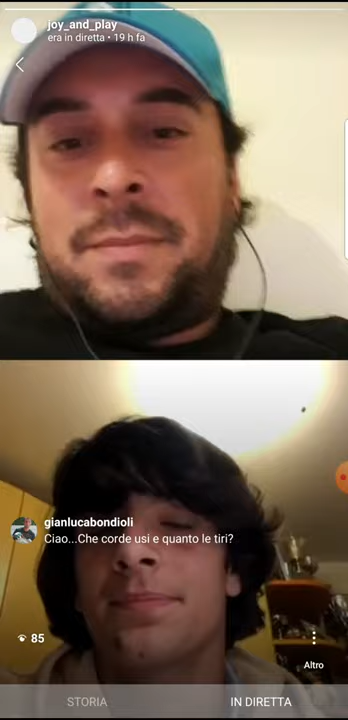 joy_and_play
era in diretta • 19 h fa
gianlucabondioli
Ciao...Che corde usi e quanto le tiri?
85
Altro
STORIA
IN DIRETTA